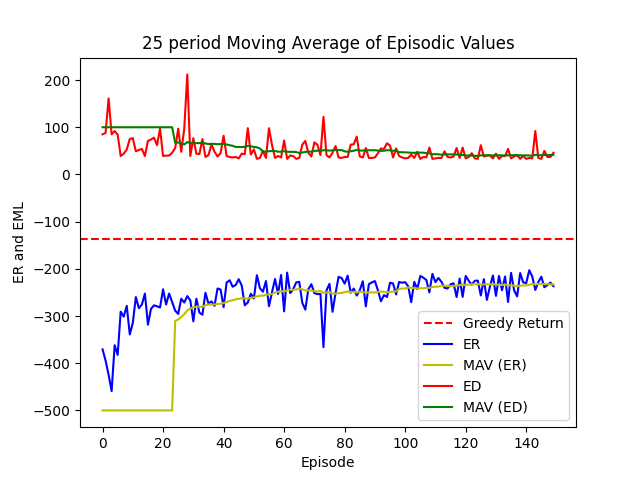 25 period Moving Average of Episodic Values
ER and EML
200
100
0
−100
−200
−300
−400
−500
0 20 40 60 80 100 120 140
Episode
Greedy Return
ER
MAV (ER)
ED
MAV (ED)